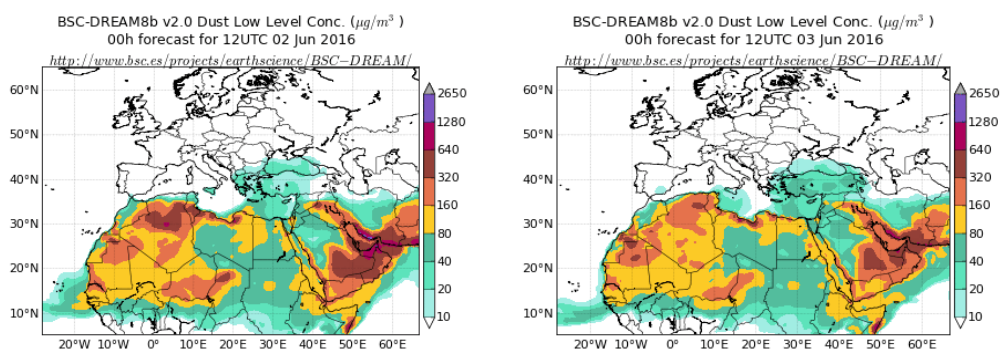 BSC-DREAM8b v2.0 Dust Low Level Conc. (μg/m³ )
00h forecast for 12UTC 02 Jun 2016
http://www.bsc.es/projects/earthscience/BSC−DREAM/
60°N
50°N
40°N
30°N
20°N
10°N
20°W 10°W 0° 10°E 20°E 30°E 40°E 50°E 60°E
2650
1280
640
320
160
80
40
20
10
BSC-DREAM8b v2.0 Dust Low Level Conc. (μg/m³ )
00h forecast for 12UTC 03 Jun 2016
http://www.bsc.es/projects/earthscience/BSC−DREAM/
60°N
50°N
40°N
30°N
20°N
10°N
20°W 10°W 0° 10°E 20°E 30°E 40°E 50°E 60°E
2650
1280
640
320
160
80
40
20
10